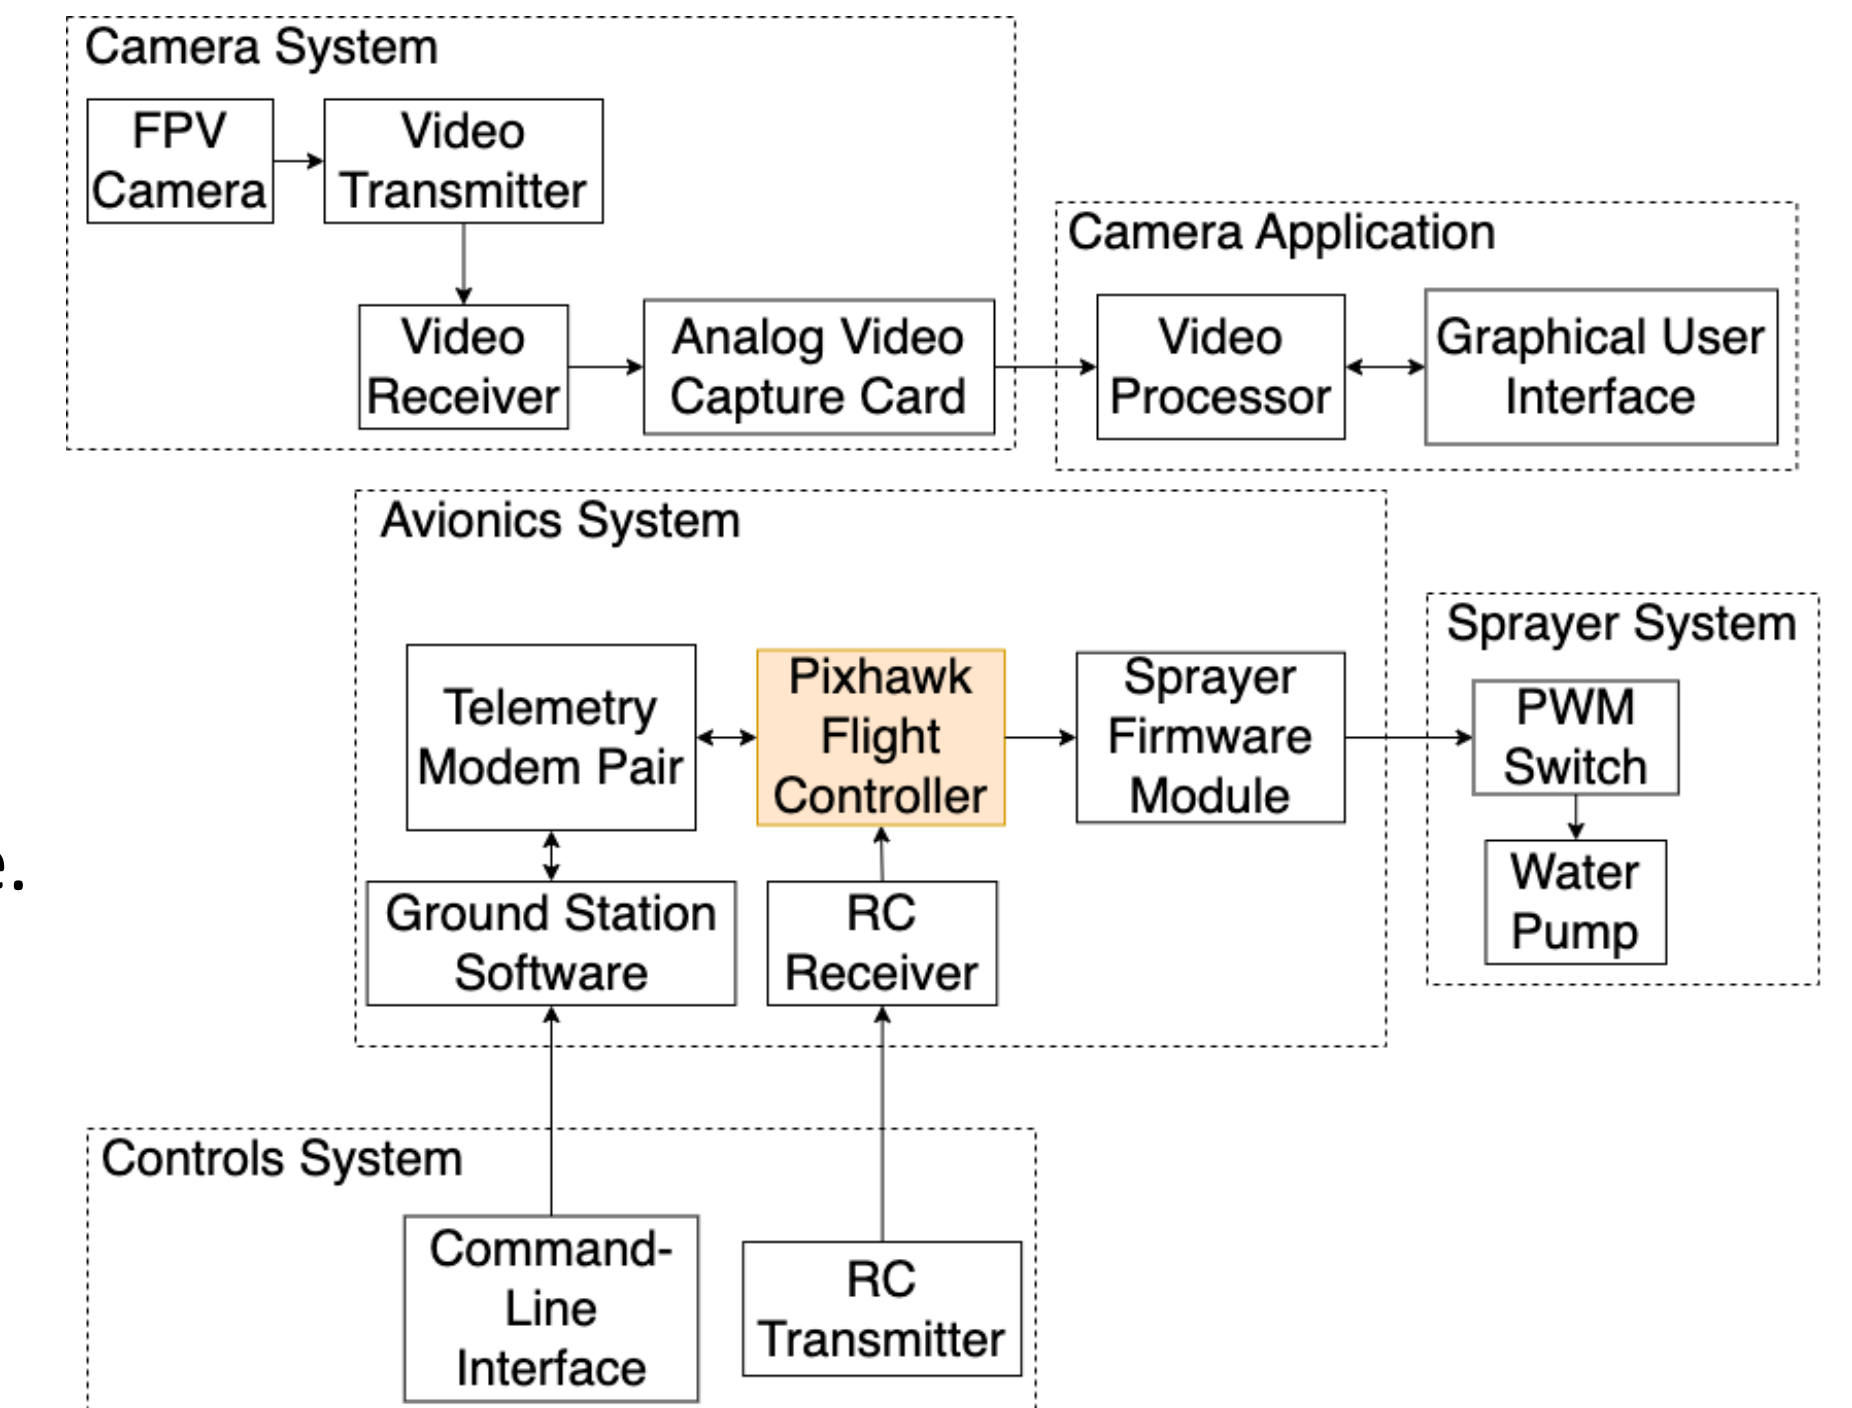 Camera System
FPV
Camera
Video
Transmitter
Video
Receiver
Analog Video
Capture Card
Camera Application
Video
Processor
Graphical User
Interface
Avionics System
Telemetry
Modem Pair
Pixhawk
Flight
Controller
Sprayer
Firmware
Module
Ground Station
Software
RC
Receiver
Sprayer System
PWM
Switch
Water
Pump
Controls System
Command-
Line
Interface
RC
Transmitter